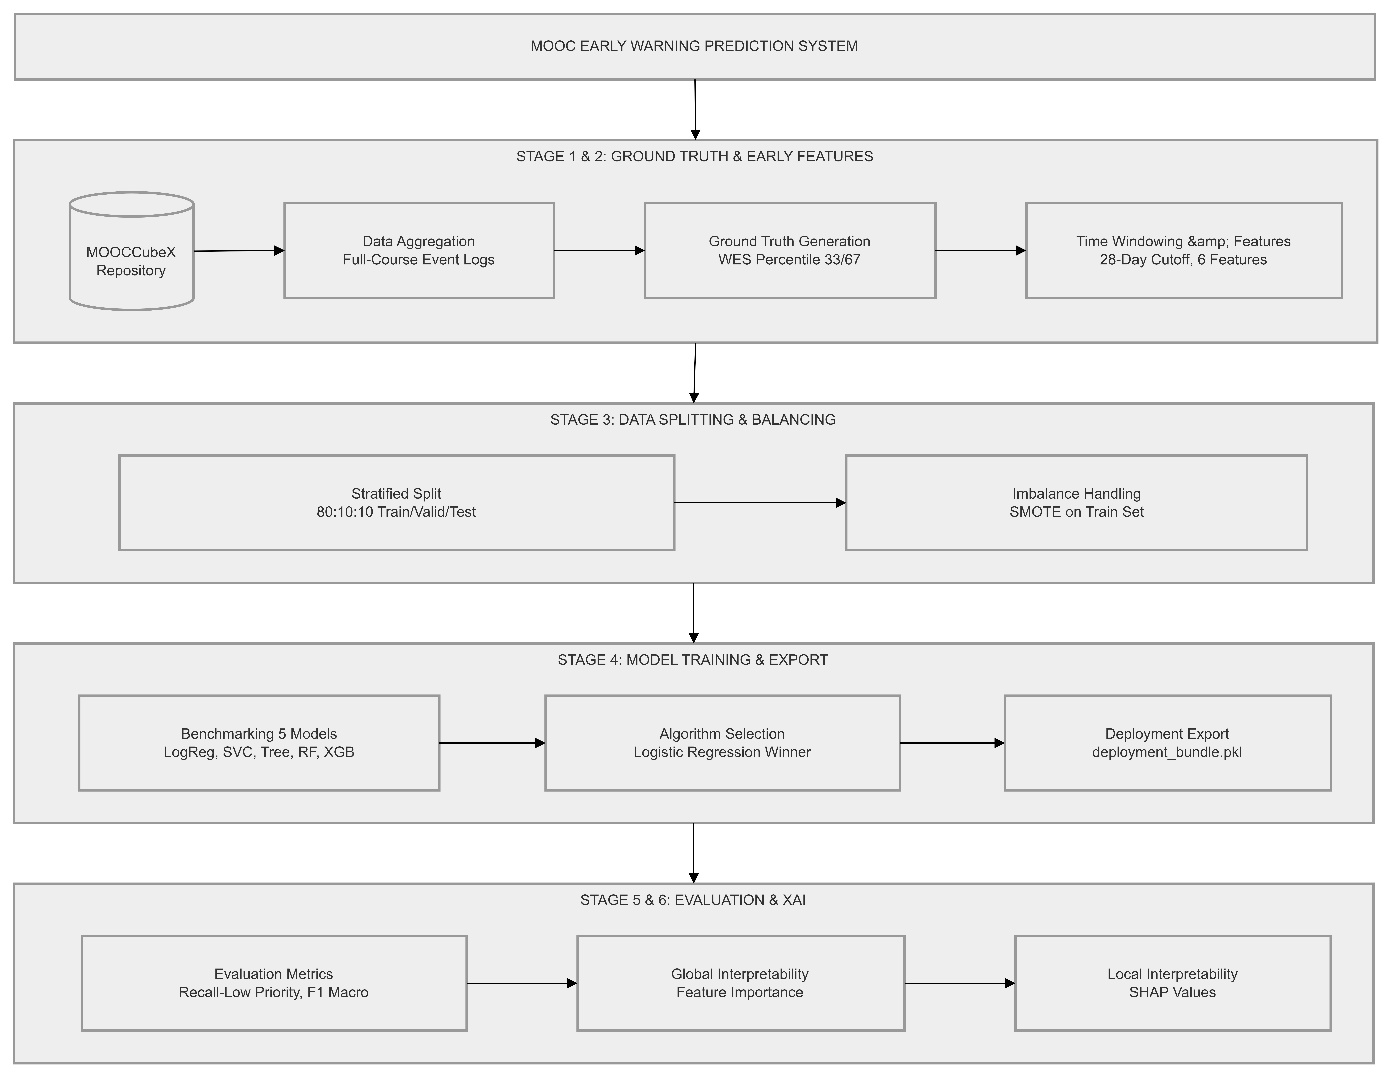 MOOC EARLY WARNING PREDICTION SYSTEM
STAGE 1 & 2: GROUND TRUTH & EARLY FEATURES
MOOCCubeX
Repository
Data Aggregation
Full-Course Event Logs
Ground Truth Generation
WES Percentile 33/67
Time Windowing &amp; Features
28-Day Cutoff, 6 Features
STAGE 3: DATA SPLITTING & BALANCING
Stratified Split
80:10:10 Train/Valid/Test
Imbalance Handling
SMOTE on Train Set
STAGE 4: MODEL TRAINING & EXPORT
Benchmarking 5 Models
LogReg, SVC, Tree, RF, XGB
Algorithm Selection
Logistic Regression Winner
Deployment Export
deployment_bundle.pkl
STAGE 5 & 6: EVALUATION & XAI
Evaluation Metrics
Recall-Low Priority, F1 Macro
Global Interpretability
Feature Importance
Local Interpretability
SHAP Values